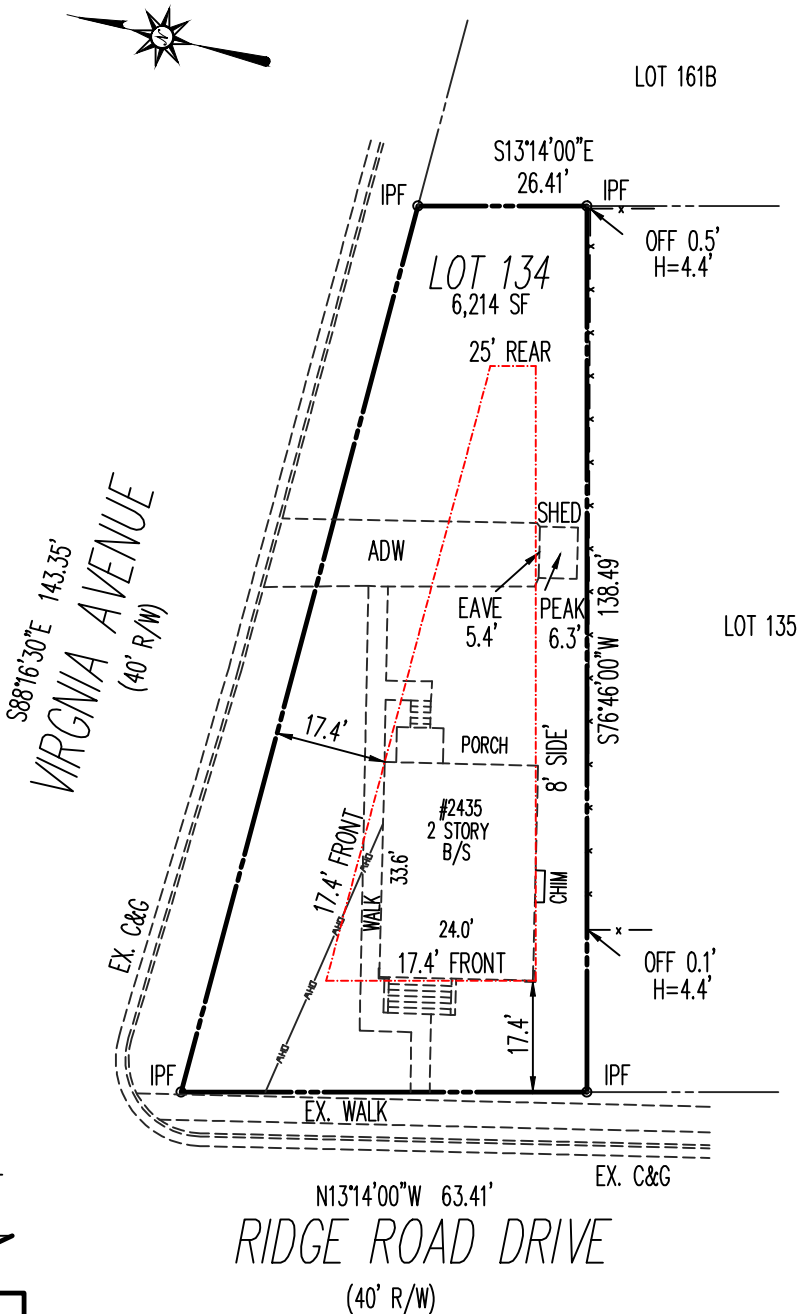 N
LOT 161B
S13°14'00"E
26.41'
IPF
IPF
OFF 0.5'
H=4.4'
LOT 134
6,214 SF
25' REAR
S88°16'30"E 143.35'
VIRGNIA AVENUE
(40' R/W)
SHED
ADW
EAVE
5.4'
PEAK
6.3'
S76°46'00"W 138.49'
LOT 135
17.4'
PORCH
8' SIDE'
#2435
2 STORY
B/S
17.4' FRONT
OHW
33.6'
WALK
CHIM
OHW
24.0'
17.4' FRONT
EX. C&G
OHW
OFF 0.1'
H=4.4'
17.4'
OHW
IPF
IPF
EX. WALK
EX. C&G
N13°14'00"W 63.41'
RIDGE ROAD DRIVE
(40' R/W)